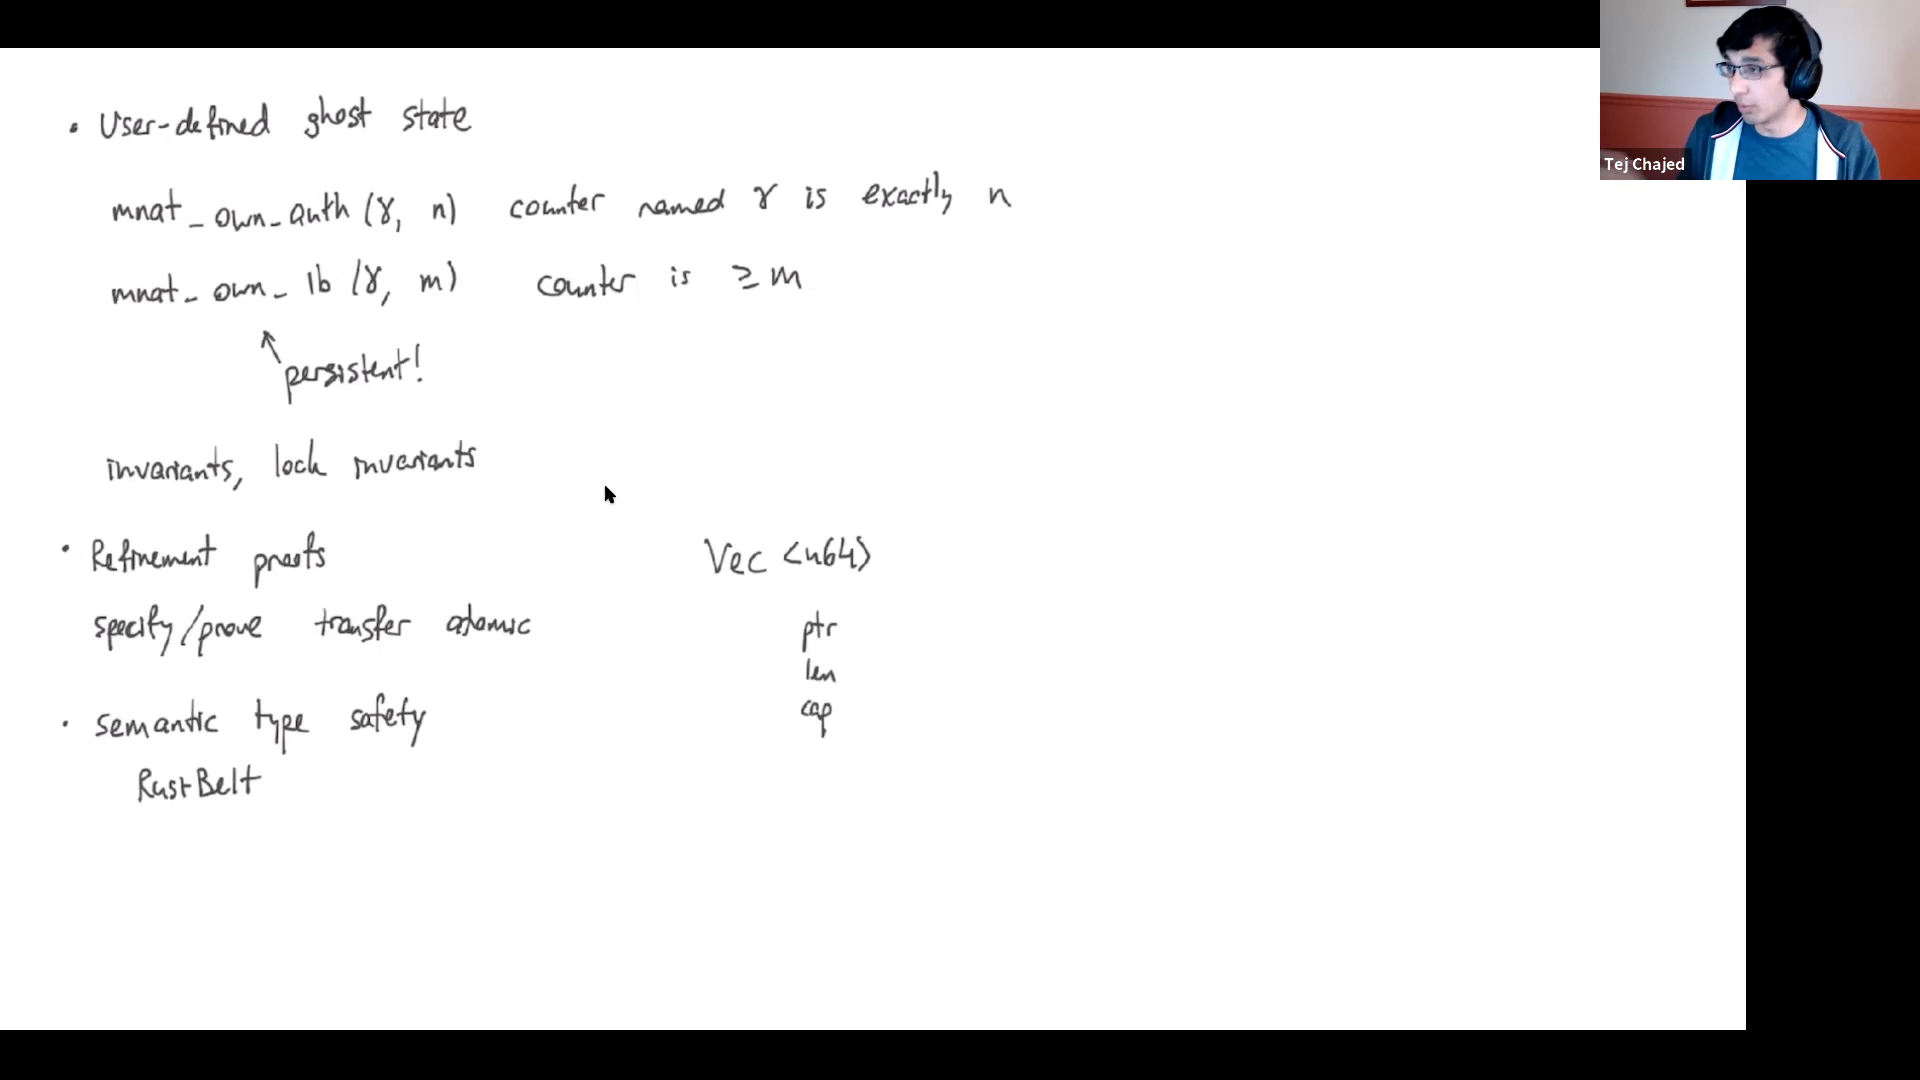 • User-defined ghost state
mnat_own_auth (γ, n) counter named γ is exactly n
mnat_own_lb (γ, m) counter is ≥ m
persistent!
invariants, lock invariants
• Refinement proofs
specify/prove transfer atomic
• semantic type safety
RustBelt
Vec <u64>
ptr
len
cap
Tej Chajed